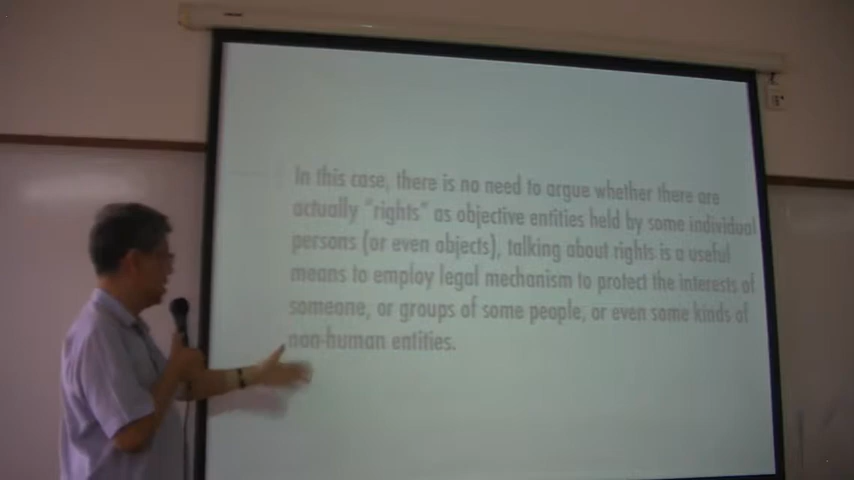 In this case, there is no need to argue whether there are
actually "rights" as objective entities held by some individual
persons (or even objects), talking about rights is a useful
means to employ legal mechanism to protect the interests of
someone, or groups of some people, or even some kinds of
non-human entities.